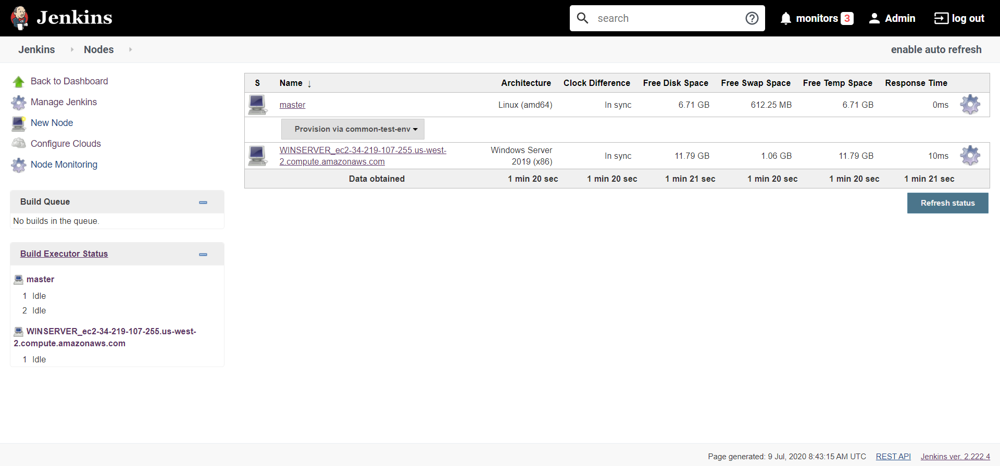 Jenkins
search
monitors 3
Admin
log out
Jenkins
Nodes
enable auto refresh
Back to Dashboard
Manage Jenkins
New Node
Configure Clouds
Node Monitoring
Build Queue
No builds in the queue.
Build Executor Status
master
1 Idle
2 Idle
WINSERVER_ec2-34-219-107-255.us-west-
2.compute.amazonaws.com
1 Idle
S Name ↓ Architecture Clock Difference Free Disk Space Free Swap Space Free Temp Space Response Time
master Linux (amd64) In sync 6.71 GB 612.25 MB 6.71 GB 0ms
Provision via common-test-env
WINSERVER_ec2-34-219-107-255.us-west- Windows Server
2.compute.amazonaws.com 2019 (x86) In sync 11.79 GB 1.06 GB 11.79 GB 10ms
Data obtained 1 min 20 sec 1 min 20 sec 1 min 21 sec 1 min 20 sec 1 min 20 sec 1 min 21 sec
Refresh status
Page generated: 9 Jul, 2020 8:43:15 AM UTC REST API Jenkins ver. 2.222.4